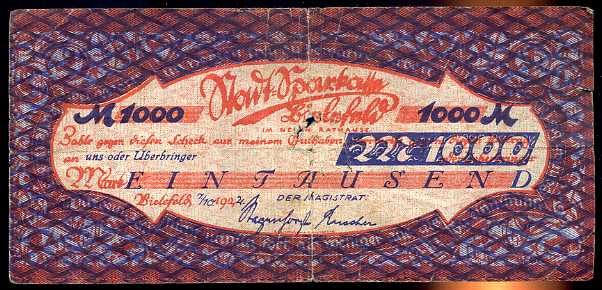 Stadt-Sparkasse
Bielefeld
IM NEUEN RATHAUSE
M 1000
1000 M
Zahle gegen diesen Scheck aus meinem Guthaben
an uns oder Überbringer
M 1000
Mark EINTAUSEND
Bielefeld, 1922
DER MAGISTRAT: